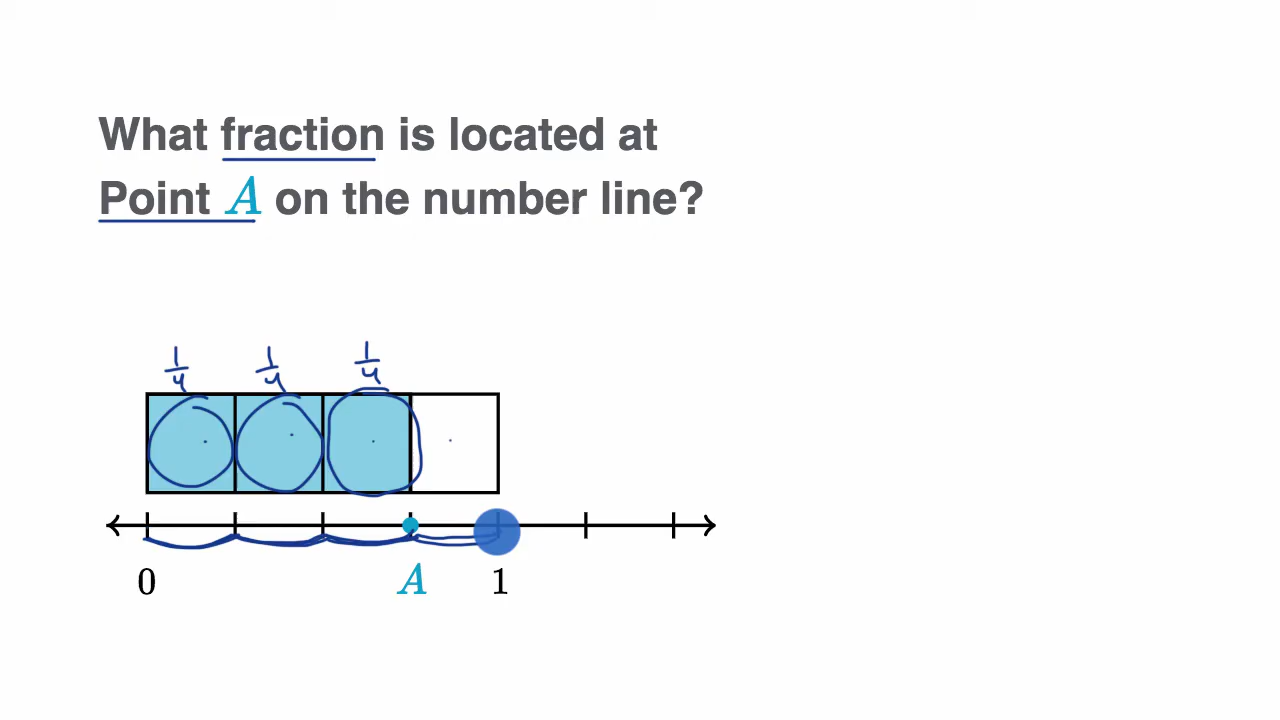 What fraction is located at
Point A on the number line?
1/4 1/4 1/4
0 A 1